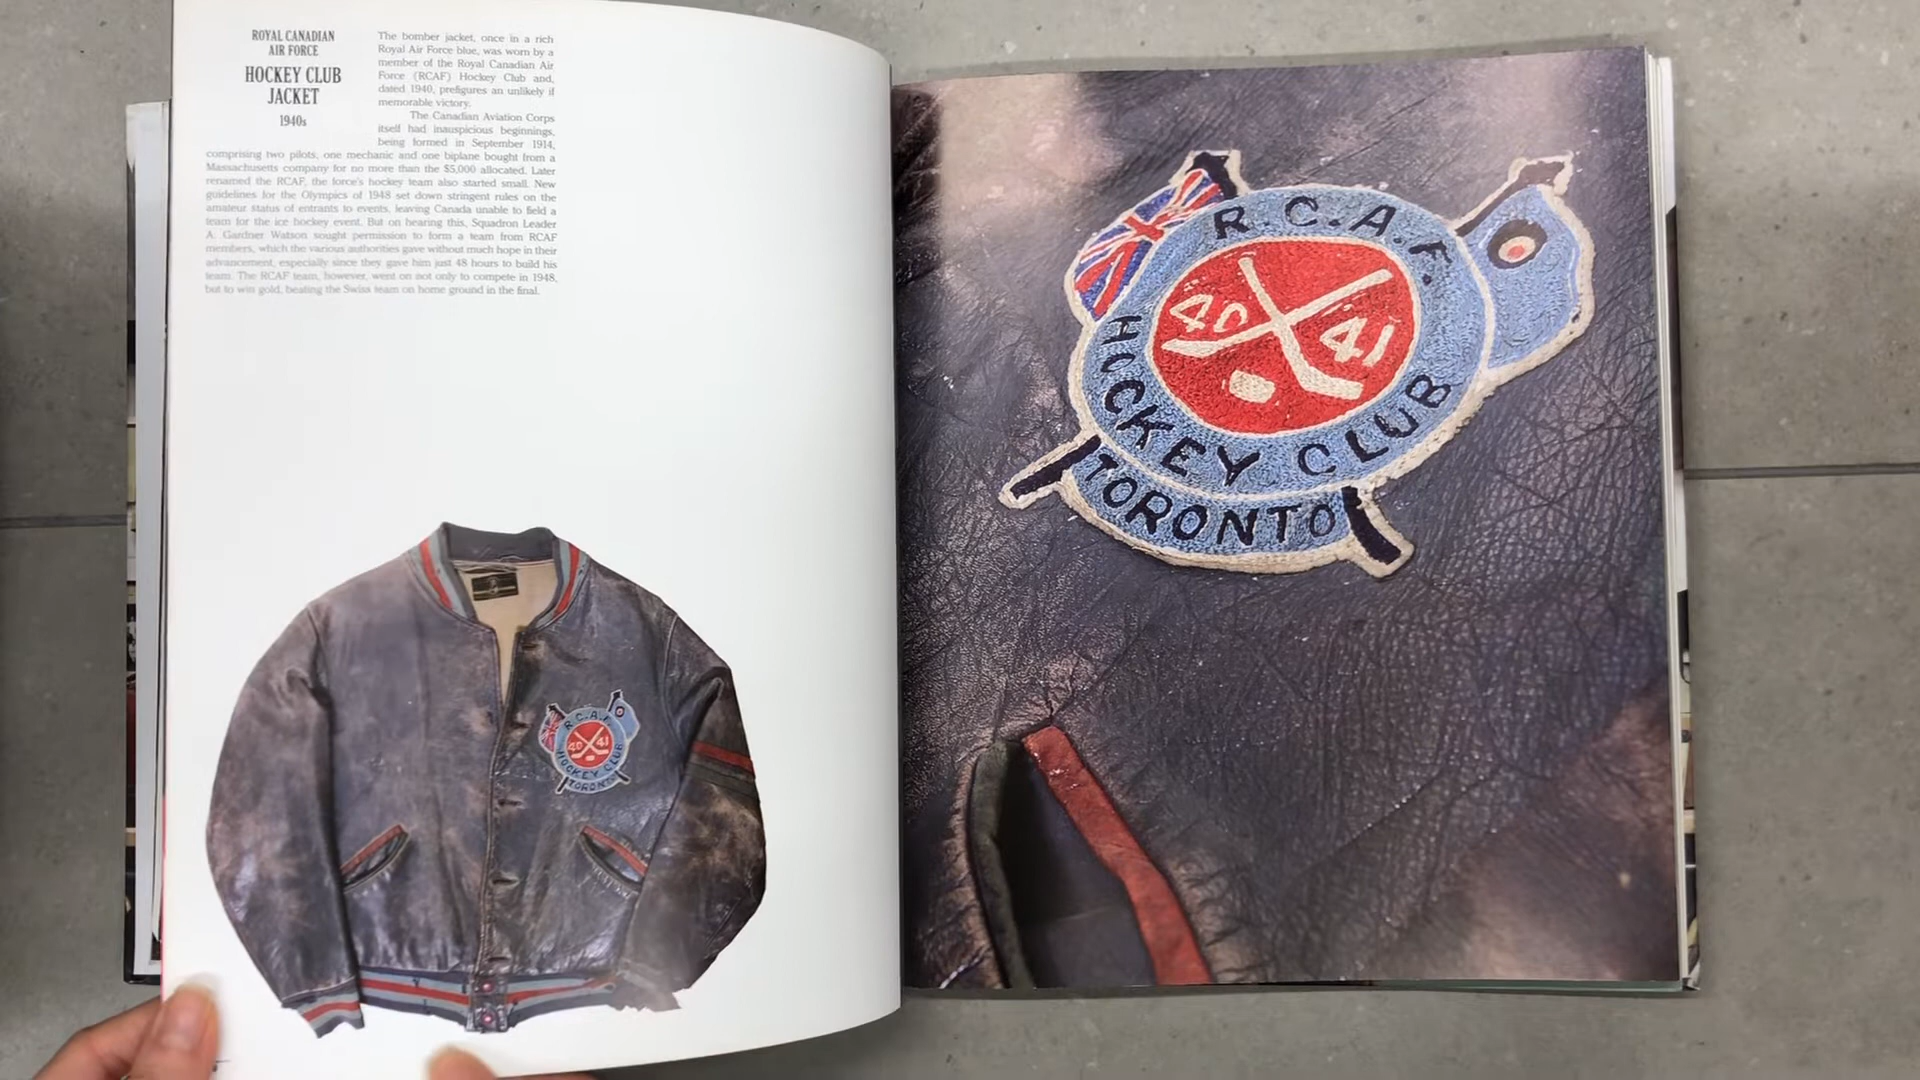 ROYAL CANADIAN
AIR FORCE
HOCKEY CLUB
JACKET
1940s
The bomber jacket, once in a rich
Royal Air Force blue, was worn by a
member of the Royal Canadian Air
Force (RCAF) Hockey Club and,
dated 1940, prefigures an unlikely if
memorable victory.
The Canadian Aviation Corps
itself had inauspicious beginnings,
being formed in September 1914,
comprising two pilots, one mechanic and one biplane bought from a
Massachusetts company for no more than the $5,000 allocated. Later
renamed the RCAF, the force's hockey team also started small. New
guidelines for the Olympics of 1948 set down stringent rules on the
amateur status of entrants to events, leaving Canada unable to field a
team for the ice hockey event. But on hearing this, Squadron Leader
A. Gardner Watson sought permission to form a team from RCAF
members, which the various authorities gave without much hope in their
advancement, especially since they gave him just 48 hours to build his
team. The RCAF team, however, went on not only to compete in 1948,
but to win gold, beating the Swiss team on home ground in the final.
R.C.A.F.
40 41
HOCKEY CLUB
TORONTO
R.C.A.F.
40 41
HOCKEY CLUB
TORONTO